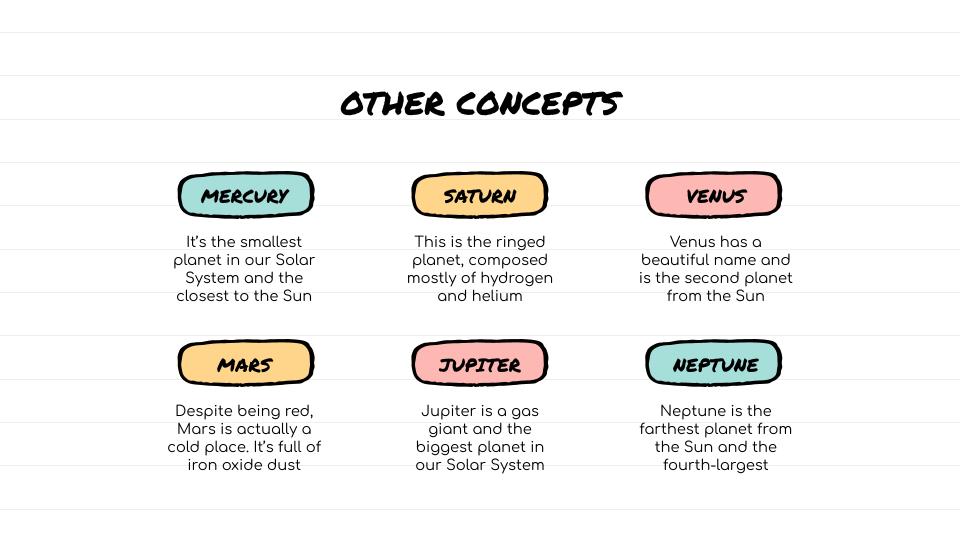 OTHER CONCEPTS
MERCURY
It’s the smallest
planet in our Solar
System and the
closest to the Sun
SATURN
This is the ringed
planet, composed
mostly of hydrogen
and helium
VENUS
Venus has a
beautiful name and
is the second planet
from the Sun
MARS
Despite being red,
Mars is actually a
cold place. It’s full of
iron oxide dust
JUPITER
Jupiter is a gas
giant and the
biggest planet in
our Solar System
NEPTUNE
Neptune is the
farthest planet from
the Sun and the
fourth-largest